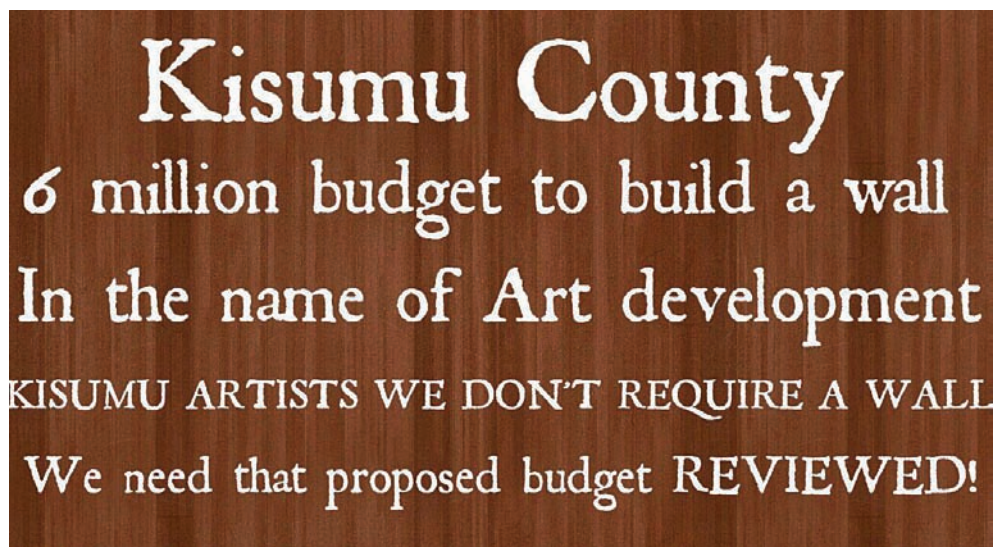 Kisumu County
6 million budget to build a wall
In the name of Art development
KISUMU ARTISTS WE DON'T REQUIRE A WALL
We need that proposed budget REVIEWED!